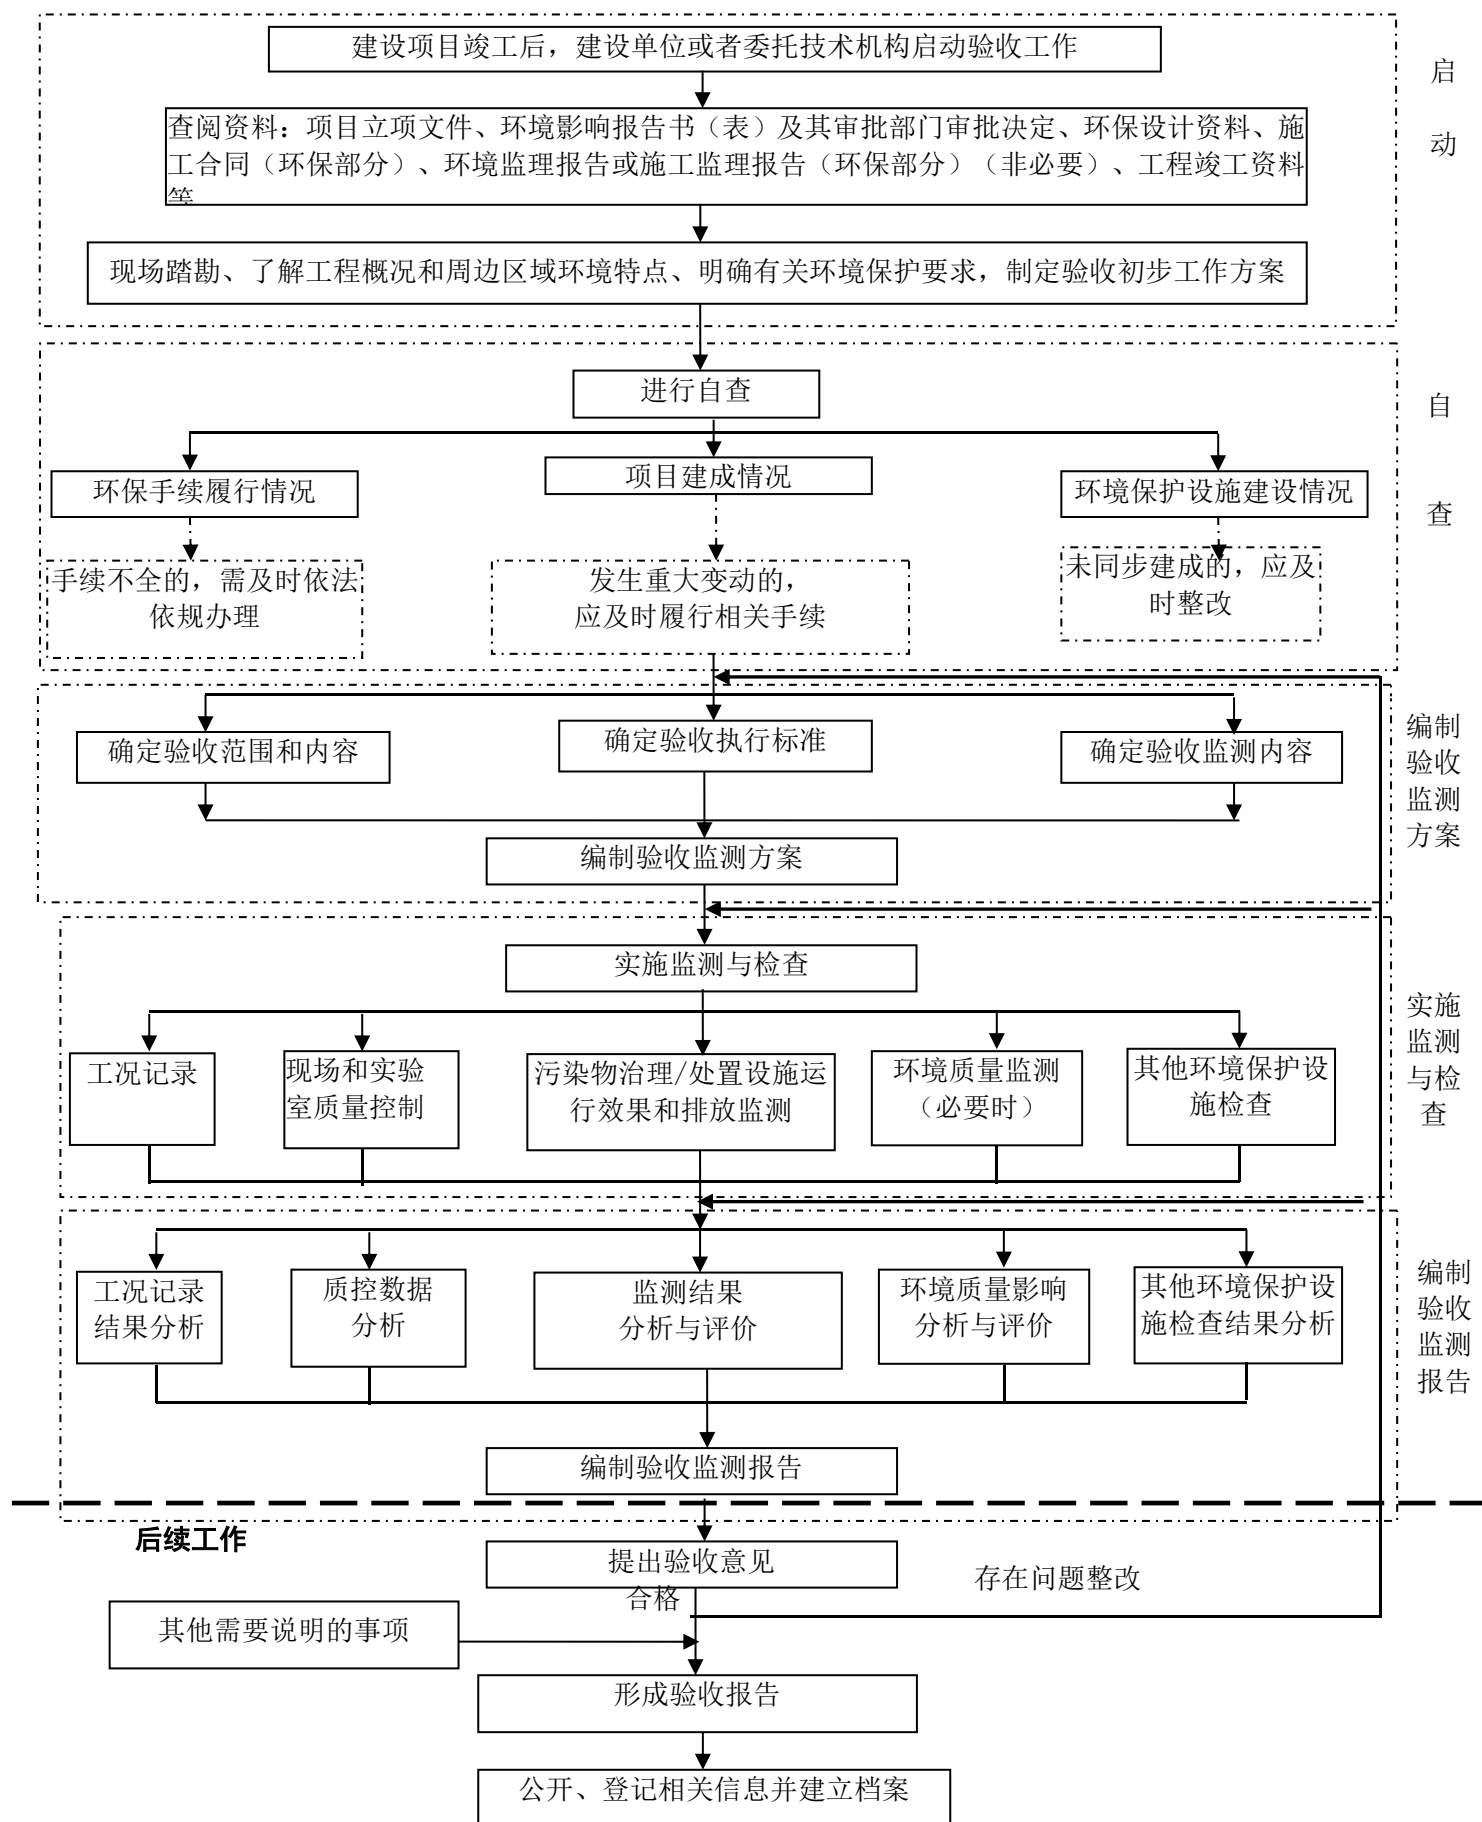 建设项目竣工后，建设单位或者委托技术机构启动验收工作
启
动
查阅资料：项目立项文件、环境影响报告书（表）及其审批部门审批决定、环保设计资料、施
工合同（环保部分）、环境监理报告或施工监理报告（环保部分）（非必要）、工程竣工资料
等
现场踏勘、了解工程概况和周边区域环境特点、明确有关环境保护要求，制定验收初步工作方案
自
查
进行自查
环保手续履行情况
项目建成情况
环境保护设施建设情况
手续不全的，需及时依法
依规办理
发生重大变动的，
应及时履行相关手续
未同步建成的，应及
时整改
编制
验收
监测
方案
确定验收范围和内容
确定验收执行标准
确定验收监测内容
编制验收监测方案
实施
监测
与检
查
实施监测与检查
工况记录
现场和实验
室质量控制
污染物治理/处置设施运
行效果和排放监测
环境质量监测
（必要时）
其他环境保护设
施检查
编制
验收
监测
报告
工况记录
结果分析
质控数据
分析
监测结果
分析与评价
环境质量影响
分析与评价
其他环境保护设
施检查结果分析
编制验收监测报告
后续工作
提出验收意见
合格
存在问题整改
其他需要说明的事项
形成验收报告
公开、登记相关信息并建立档案